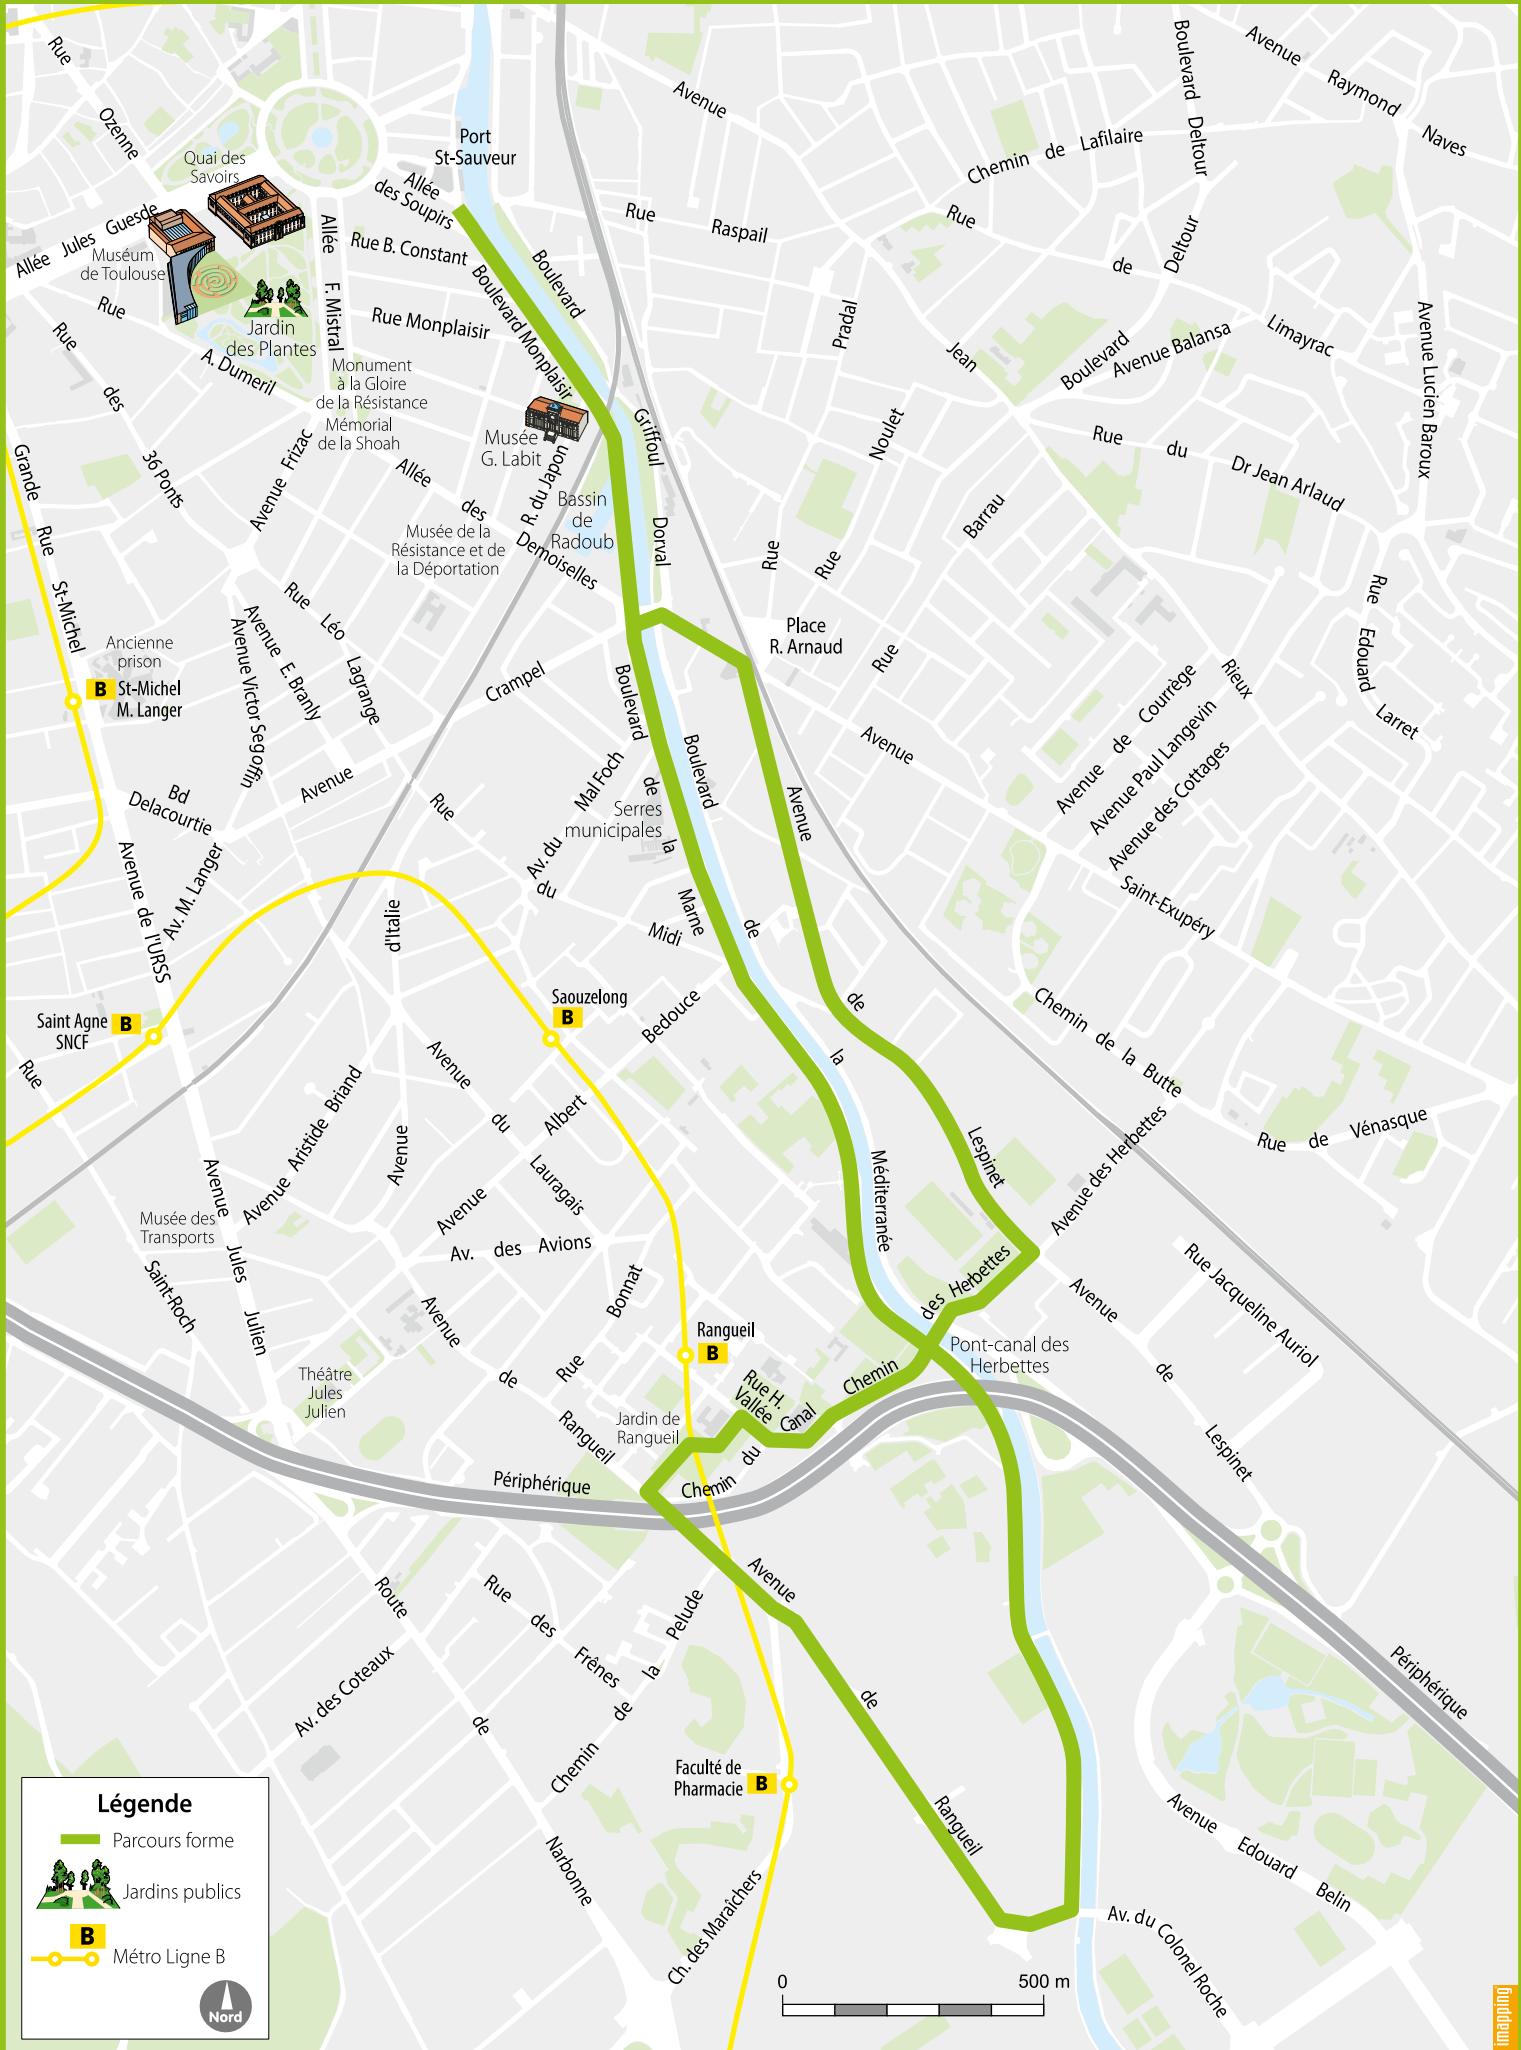 Rue
Ozenne
Quai des
Savoirs
Allée Jules Guesde
Muséum
de Toulouse
Jardin
des Plantes
Rue
A. Dumeril
Allée F. Mistral
Port
St-Sauveur
Allée
des Soupirs
Rue B. Constant
Rue Monplaisir
Boulevard Monplaisir
Monument
à la Gloire
de la Résistance
Mémorial
de la Shoah
Musée
G. Labit
R. du Japon
Bassin
de
Radoub
Boulevard
Griffoul
Dorval
Rue
des
36 Ponts
Avenue Frizac
Allée
des
Demoiselles
Musée de la
Résistance et de
la Déportation
Grande
Rue
St-Michel
Ancienne
prison
B St-Michel
M. Langer
Avenue Victor Segoffin
Avenue E. Branly
Rue
Léo
Lagrange
Avenue
Crampel
Bd
Delacourtie
Av. M. Langer
Avenue de l'URSS
Saint Agne
SNCF
B
Rue
Saint-Roch
Avenue
Raymond
Naves
Boulevard Deltour
Chemin de Lafilaire
Avenue
Rue
Raspail
Rue
de
Limayrac
Deltour
Boulevard
Avenue Balansa
Jean
Rieux
Pradal
Rue
Noulet
Rue
Barrau
Rue
Rue
du
Dr Jean Arlaud
Avenue Lucien Baroux
Rue
Edouard
Larret
Place
R. Arnaud
Avenue
Saint-Exupéry
Avenue de Courrège
Avenue Paul Langevin
Avenue des Cottages
Boulevard
de
la
Marne
Boulevard
de
la
Méditerranée
Av. du Mal Foch
Serres
municipales
Rue
du
Midi
Avenue
de
Lespinet
d'Italie
Avenue
Saouzelong
B
Avenue
Albert
Bedouce
Avenue
du
Lauragais
Av. des Avions
Avenue Aristide Briand
Avenue
Jules
Julien
Musée des
Transports
Théâtre
Jules
Julien
Avenue
de
Rangueil
Rue
Bonnat
Rangueil
B
Jardin de
Rangueil
Rue H.
Vallée
Chemin
du
Canal
Chemin
des Herbettes
Pont-canal des
Herbettes
Avenue des Herbettes
Chemin de la Butte
Rue de Vénasque
Rue Jacqueline Auriol
Avenue
de
Lespinet
Périphérique
Périphérique
Avenue
de
Rangueil
Route
de
Narbonne
Av. des Coteaux
Rue
des
Frênes
Chemin
de
la
Pelude
Faculté de
Pharmacie
B
Ch. des Maraîchers
Avenue
Edouard
Belin
Av. du Colonel Roche
Légende
Parcours forme
Jardins publics
B
Métro Ligne B
Nord
0
500 m
guidemapi